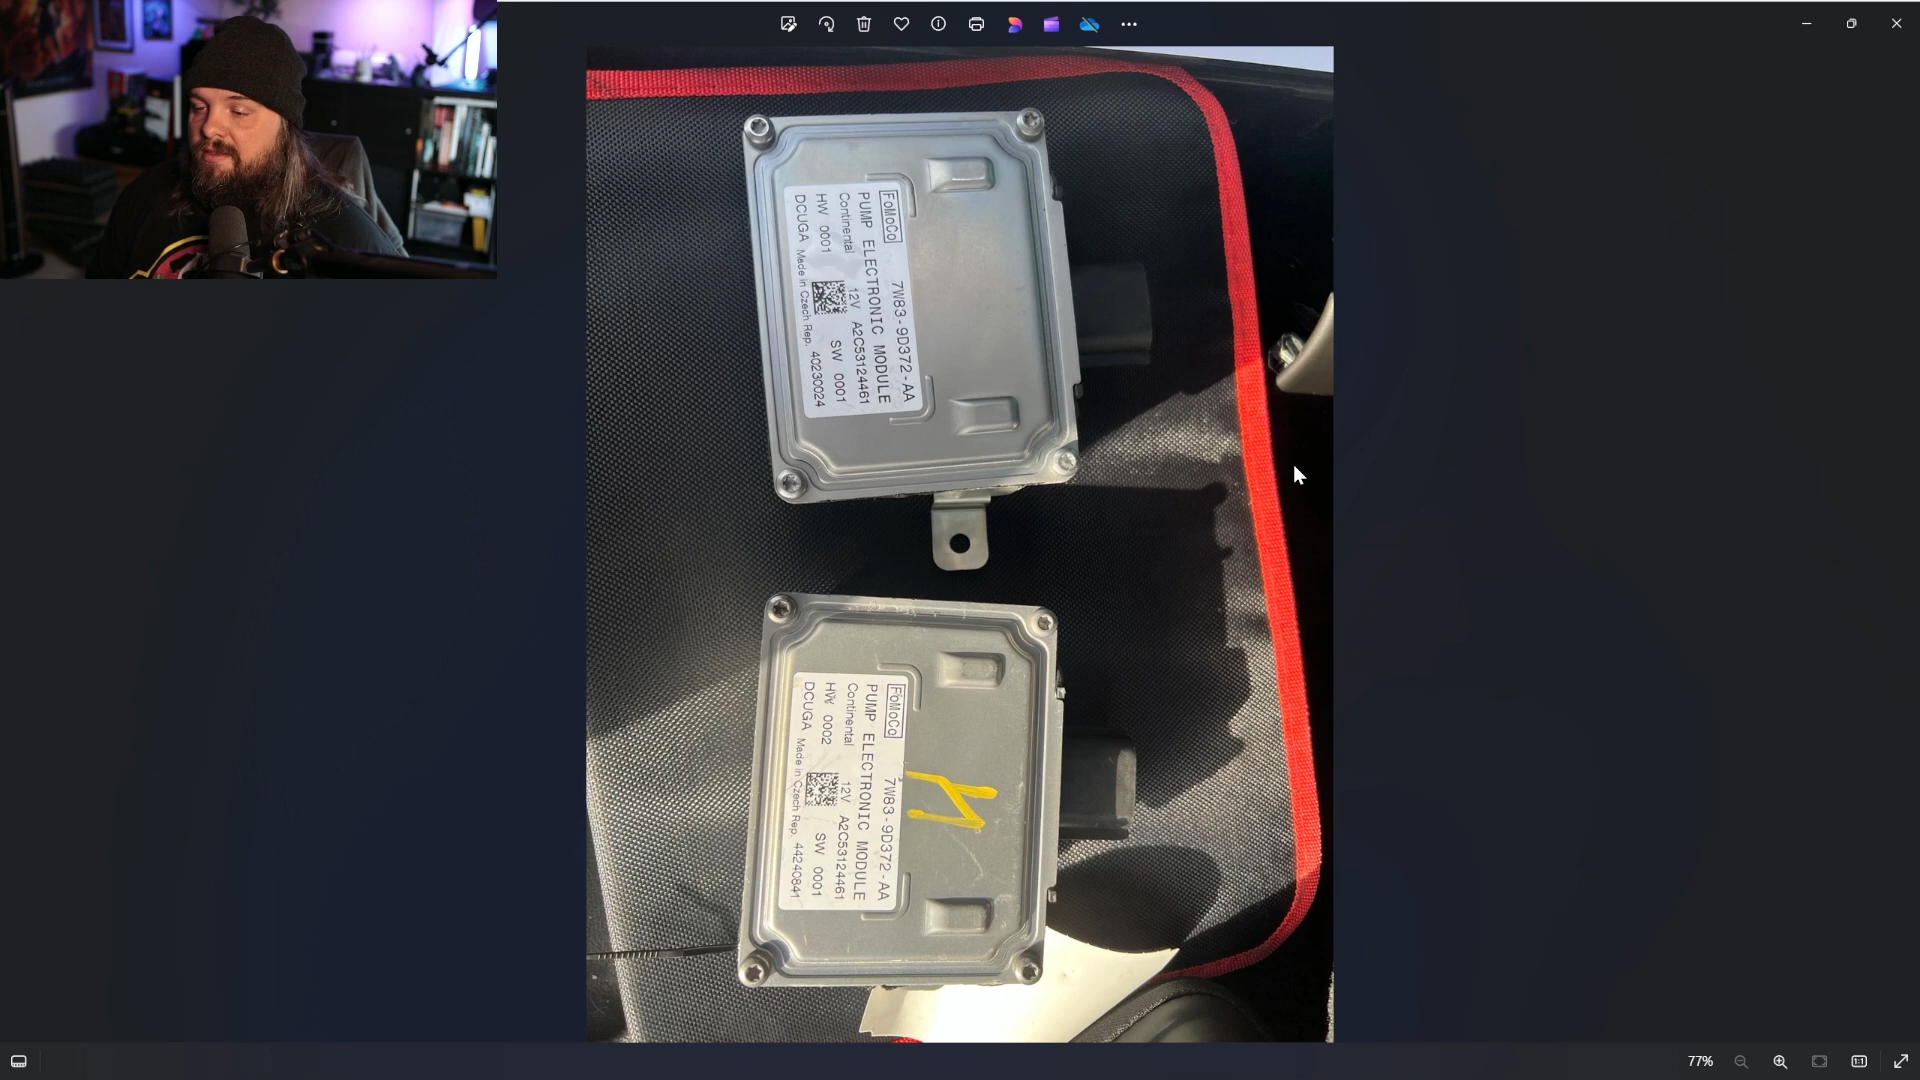 FoMoCo 7W83-9D372-AA
PUMP ELECTRONIC MODULE
Continental 12V A2C53124461
HW 0001 SW 0001
DCUGA Made in Czech Rep. 40230024
FoMoCo 7W83-9D372-AA
PUMP ELECTRONIC MODULE
Continental 12V A2C53124461
HW 0002 SW 0001
DCUGA Made in Czech Rep. 44240841
77%
1:1